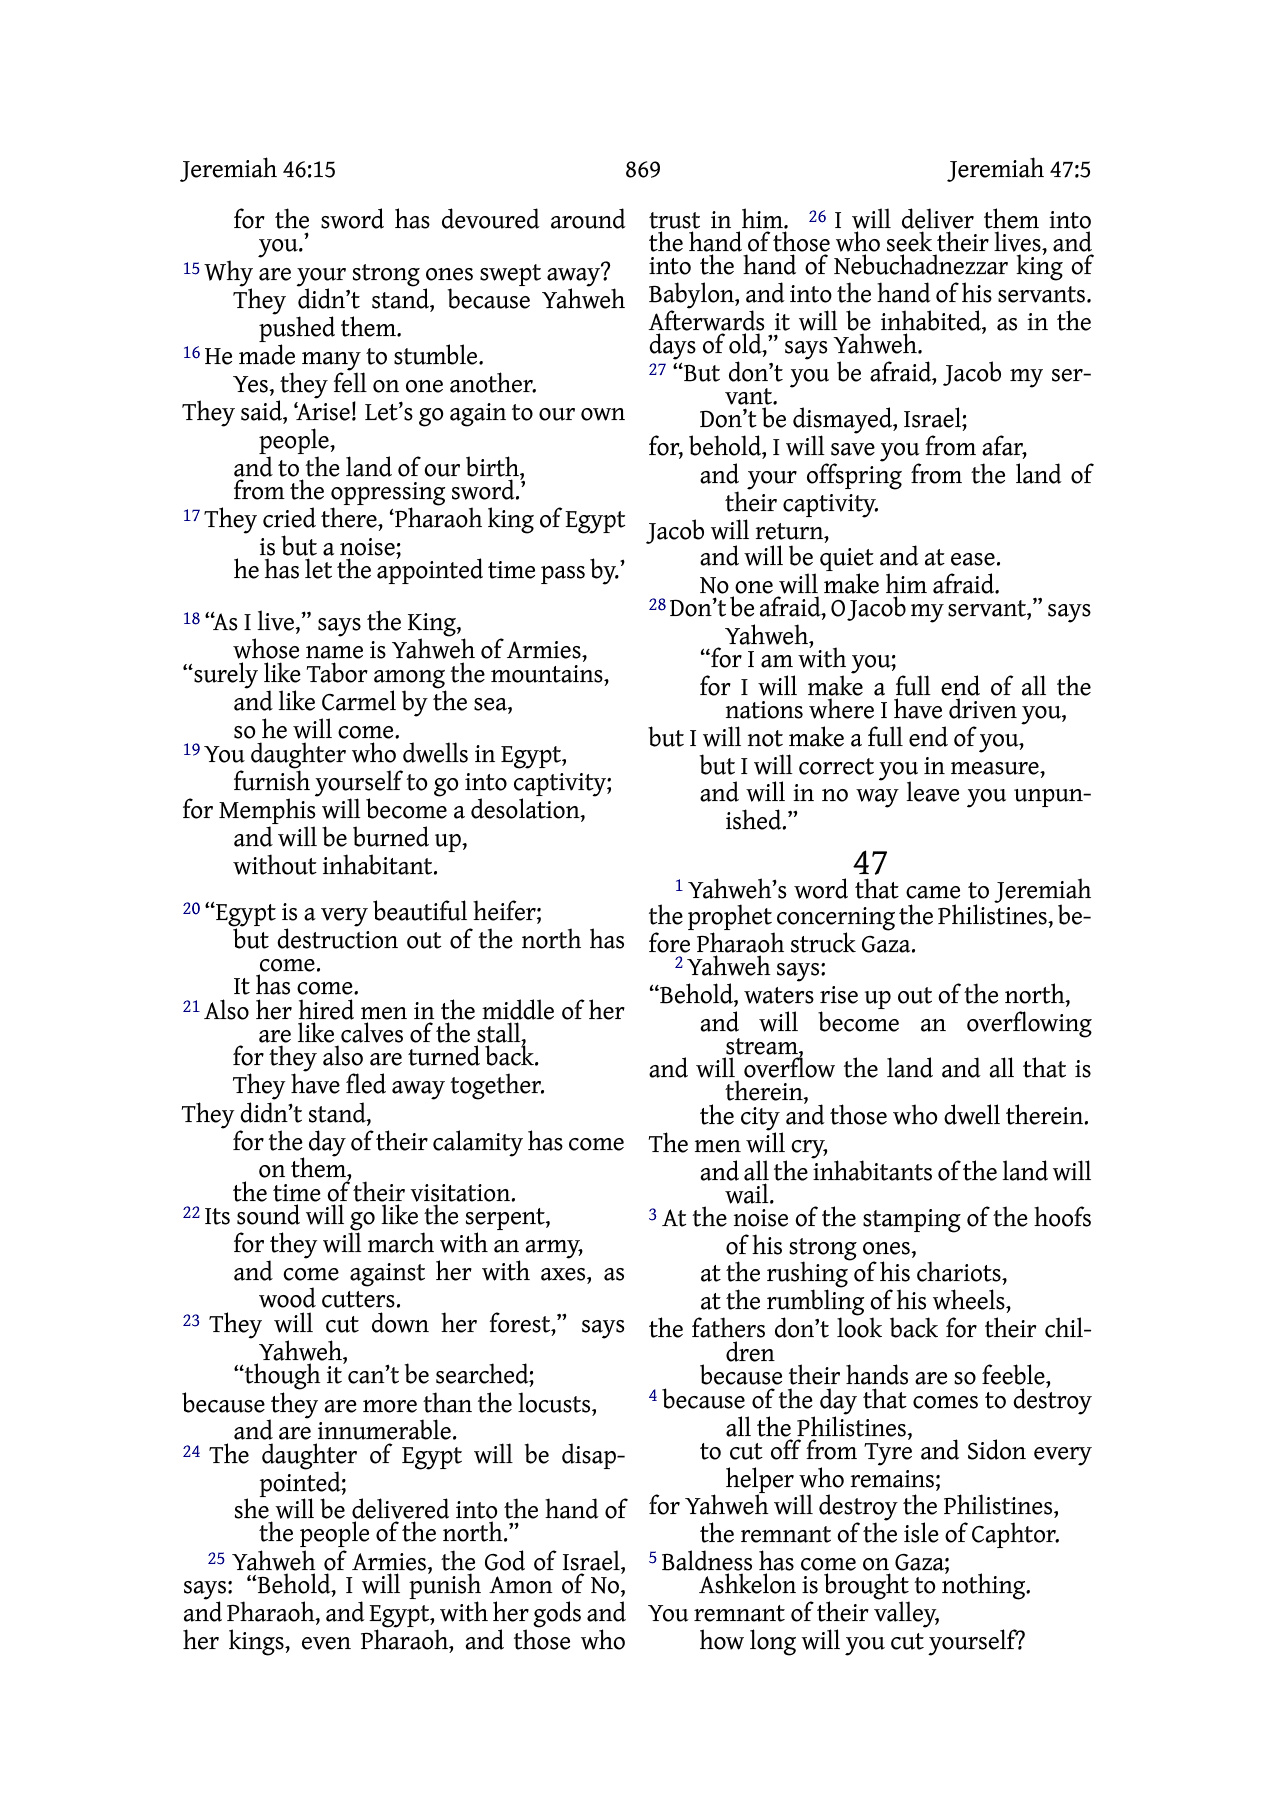 Jeremiah 46:15 869 Jeremiah 47:5
for the sword has devoured around
you.’
15 Why are your strong ones swept away?
They didn’t stand, because Yahweh
pushed them.
16 He made many to stumble.
Yes, they fell on one another.
They said, ‘Arise! Let’s go again to our own
people,
and to the land of our birth,
from the oppressing sword.’
17 They cried there, ‘Pharaoh king of Egypt
is but a noise;
he has let the appointed time pass by.’
18 “As I live,” says the King,
whose name is Yahweh of Armies,
“surely like Tabor among the mountains,
and like Carmel by the sea,
so he will come.
19 You daughter who dwells in Egypt,
furnish yourself to go into captivity;
for Memphis will become a desolation,
and will be burned up,
without inhabitant.
20 “Egypt is a very beautiful heifer;
but destruction out of the north has
come.
It has come.
21 Also her hired men in the middle of her
are like calves of the stall,
for they also are turned back.
They have fled away together.
They didn’t stand,
for the day of their calamity has come
on them,
the time of their visitation.
22 Its sound will go like the serpent,
for they will march with an army,
and come against her with axes, as
wood cutters.
23 They will cut down her forest,” says
Yahweh,
“though it can’t be searched;
because they are more than the locusts,
and are innumerable.
24 The daughter of Egypt will be disap-
pointed;
she will be delivered into the hand of
the people of the north.”
25 Yahweh of Armies, the God of Israel,
says: “Behold, I will punish Amon of No,
and Pharaoh, and Egypt, with her gods and
her kings, even Pharaoh, and those who
trust in him. 26 I will deliver them into
the hand of those who seek their lives, and
into the hand of Nebuchadnezzar king of
Babylon, and into the hand of his servants.
Afterwards it will be inhabited, as in the
days of old,” says Yahweh.
27 “But don’t you be afraid, Jacob my ser-
vant.
Don’t be dismayed, Israel;
for, behold, I will save you from afar,
and your offspring from the land of
their captivity.
Jacob will return,
and will be quiet and at ease.
No one will make him afraid.
28 Don’t be afraid, O Jacob my servant,” says
Yahweh,
“for I am with you;
for I will make a full end of all the
nations where I have driven you,
but I will not make a full end of you,
but I will correct you in measure,
and will in no way leave you unpun-
ished.”
47
1 Yahweh’s word that came to Jeremiah
the prophet concerning the Philistines, be-
fore Pharaoh struck Gaza.
2 Yahweh says:
“Behold, waters rise up out of the north,
and will become an overflowing
stream,
and will overflow the land and all that is
therein,
the city and those who dwell therein.
The men will cry,
and all the inhabitants of the land will
wail.
3 At the noise of the stamping of the hoofs
of his strong ones,
at the rushing of his chariots,
at the rumbling of his wheels,
the fathers don’t look back for their chil-
dren
because their hands are so feeble,
4 because of the day that comes to destroy
all the Philistines,
to cut off from Tyre and Sidon every
helper who remains;
for Yahweh will destroy the Philistines,
the remnant of the isle of Caphtor.
5 Baldness has come on Gaza;
Ashkelon is brought to nothing.
You remnant of their valley,
how long will you cut yourself?